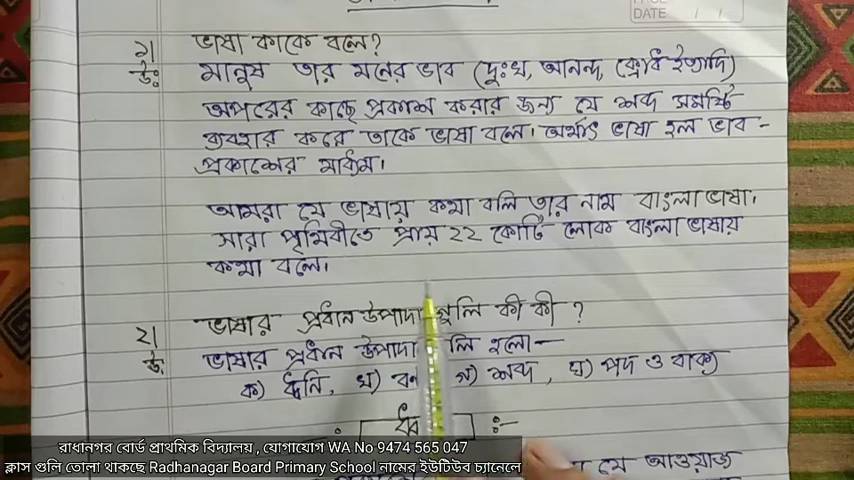 DATE / /
১। ভাষা কাকে বলে?
উঃ মানুষ তার মনের ভাব (দুঃখ, আনন্দ, ক্রোধ ইত্যাদি)
অপরের কাছে প্রকাশ করার জন্য যে শব্দ সমষ্টি
ব্যবহার করে তাকে ভাষা বলে। অর্থাৎ ভাষা হল ভাব -
প্রকাশের মাধ্যম।
আমরা যে ভাষায় কথা বলি তার নাম বাংলা ভাষা।
সারা পৃথিবীতে প্রায় ২২ কোটি লোক বাংলা ভাষায়
কথা বলে।
২। ভাষার প্রধান উপাদা গুলি কী কী ?
উঃ ভাষার প্রধান উপাদা লি হলো—
ক) ধ্বনি, খ) গ) শব্দ, ঘ) পদ ও বাক্য
যে আওয়াজ
রাধানগর বোর্ড প্রাথমিক বিদ্যালয় , যোগাযোগ WA No 9474 565 047
ক্লাস গুলি তোলা থাকছে Radhanagar Board Primary School নামের ইউটিউব চ্যানেলে